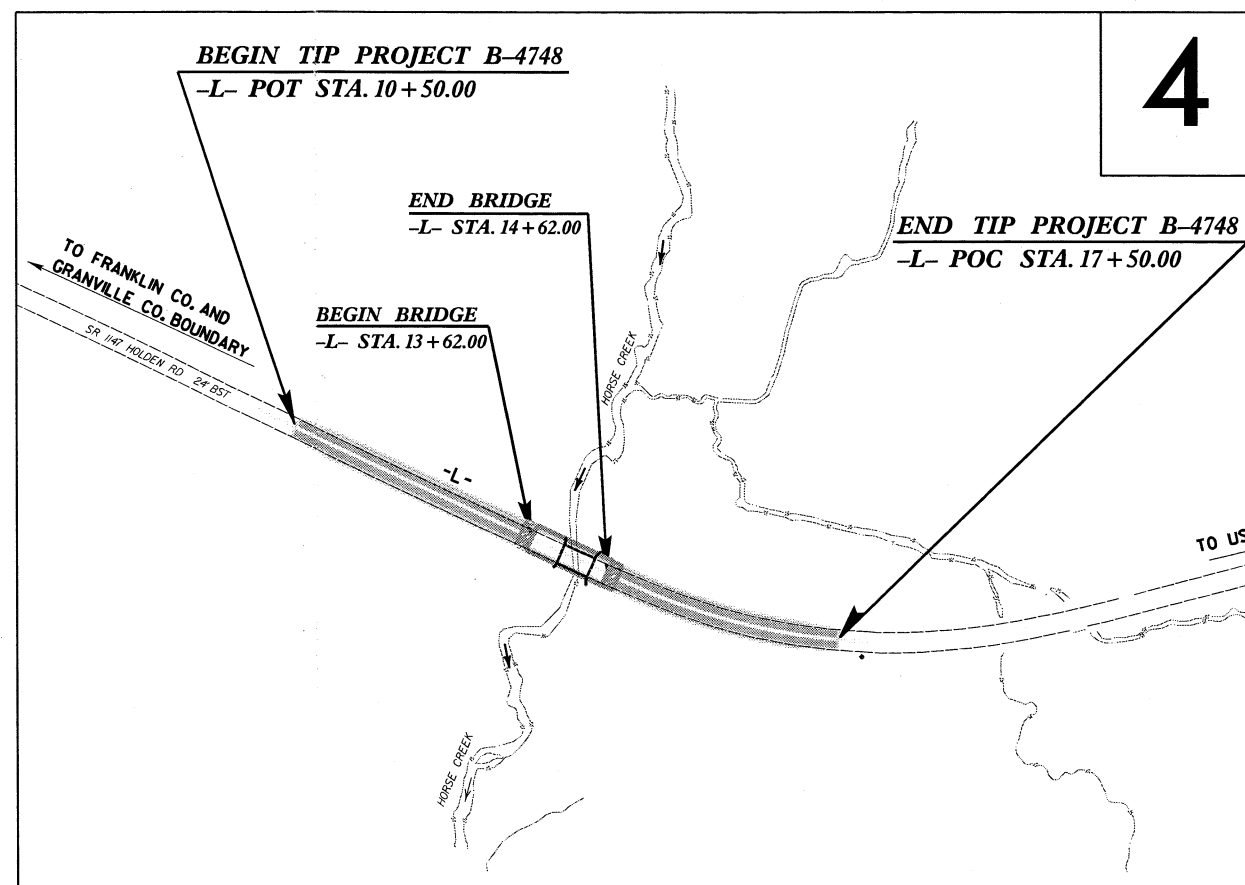 4
BEGIN TIP PROJECT B-4748
-L- POT STA. 10+50.00
END BRIDGE
-L- STA. 14+62.00
END TIP PROJECT B-4748
-L- POC STA. 17+50.00
TO FRANKLIN CO. AND
GRANVILLE CO. BOUNDARY
BEGIN BRIDGE
-L- STA. 13+62.00
SR 1147 HOLDEN RD 24' BST
HORSE CREEK
-L-
TO US
HORSE CREEK